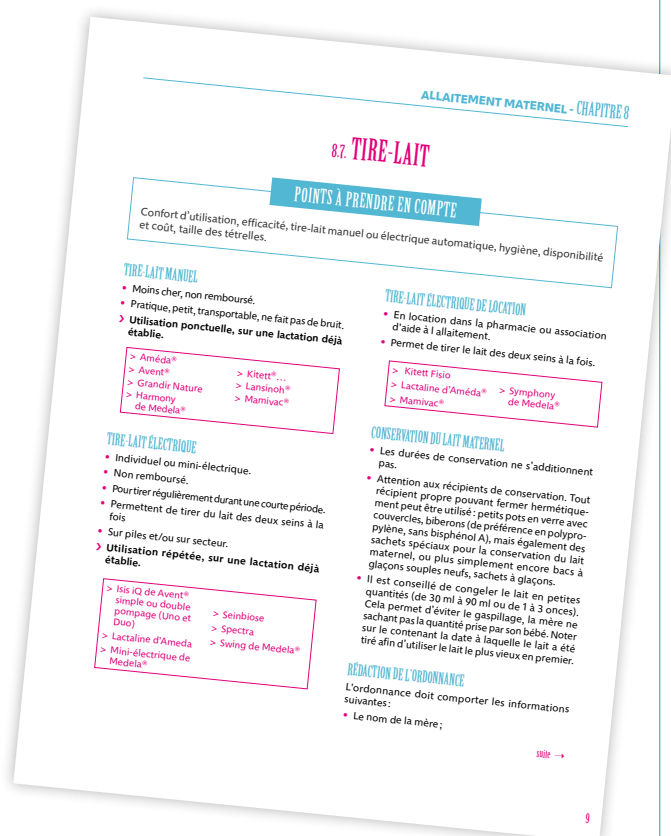 ALLAITEMENT MATERNEL - CHAPITRE 8
8.7. TIRE-LAIT
POINTS À PRENDRE EN COMPTE
Confort d'utilisation, efficacité, tire-lait manuel ou électrique automatique, hygiène, disponibilité
et coût, taille des tétrelles.
TIRE-LAIT MANUEL
• Moins cher, non remboursé.
• Pratique, petit, transportable, ne fait pas de bruit.
› Utilisation ponctuelle, sur une lactation déjà
établie.
> Améda®
> Avent®
> Grandir Nature
> Harmony
de Medela®
> Kitett®...
> Lansinoh®
> Mamivac®
TIRE-LAIT ÉLECTRIQUE
• Individuel ou mini-électrique.
• Non remboursé.
• Pour tirer régulièrement durant une courte période.
• Permettent de tirer du lait des deux seins à la
fois
• Sur piles et/ou sur secteur.
› Utilisation répétée, sur une lactation déjà
établie.
> Isis iQ de Avent®
simple ou double
pompage (Uno et
Duo)
> Lactaline d'Ameda
> Mini-électrique de
Medela®
> Seinbiose
> Spectra
> Swing de Medela®
TIRE-LAIT ÉLECTRIQUE DE LOCATION
• En location dans la pharmacie ou association
d'aide à l allaitement.
• Permet de tirer le lait des deux seins à la fois.
> Kitett Fisio
> Lactaline d'Améda®
> Mamivac®
> Symphony
de Medela®
CONSERVATION DU LAIT MATERNEL
• Les durées de conservation ne s'additionnent
pas.
• Attention aux récipients de conservation. Tout
récipient propre pouvant fermer hermétique-
ment peut être utilisé : petits pots en verre avec
couvercles, biberons (de préférence en polypro-
pylène, sans bisphénol A), mais également des
sachets spéciaux pour la conservation du lait
maternel, ou plus simplement encore bacs à
glaçons souples neufs, sachets à glaçons.
• Il est conseillé de congeler le lait en petites
quantités (de 30 ml à 90 ml ou de 1 à 3 onces).
Cela permet d'éviter le gaspillage, la mère ne
sachant pas la quantité prise par son bébé. Noter
sur le contenant la date à laquelle le lait a été
tiré afin d'utiliser le lait le plus vieux en premier.
RÉDACTION DE L'ORDONNANCE
L'ordonnance doit comporter les informations
suivantes :
• Le nom de la mère ;
suite →
9